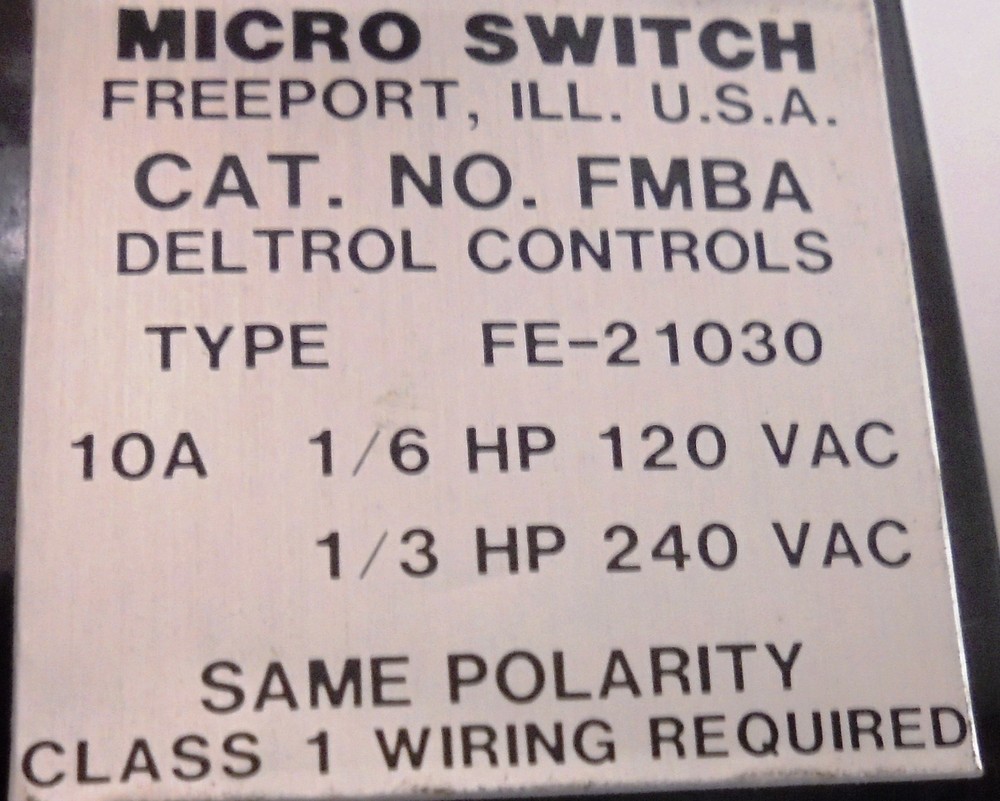 MICRO SWITCH
FREEPORT, ILL. U.S.A.
CAT. NO. FMBA
DELTROL CONTROLS
TYPE FE-21030
10A 1/6 HP 120 VAC
1/3 HP 240 VAC
SAME POLARITY
CLASS 1 WIRING REQUIRED